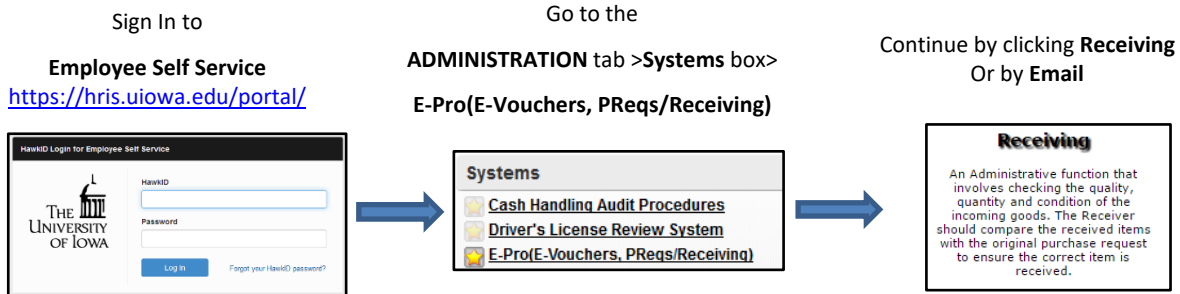 Sign In to
Employee Self Service
https://hris.uiowa.edu/portal/
HawkID Login for Employee Self Service
THE
UNIVERSITY
OF IOWA
HawkID
Password
Log In
Forgot your HawkID password?
Go to the
ADMINISTRATION tab >Systems box>
E-Pro(E-Vouchers, PReqs/Receiving)
Systems
Cash Handling Audit Procedures
Driver's License Review System
E-Pro(E-Vouchers, PReqs/Receiving)
Continue by clicking Receiving
Or by Email
Receiving
An Administrative function that
involves checking the quality,
quantity and condition of the
incoming goods. The Receiver
should compare the received items
with the original purchase request
to ensure the correct item is
received.